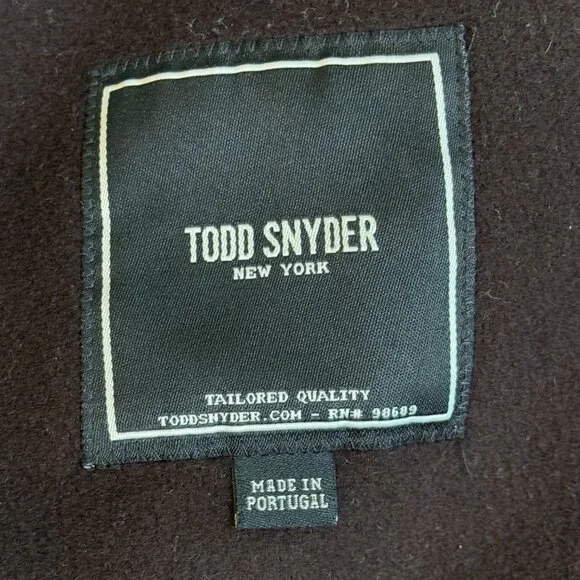 TODD SNYDER
NEW YORK
TAILORED QUALITY
TODDSNYDER.COM - RN# 98689
MADE IN
PORTUGAL